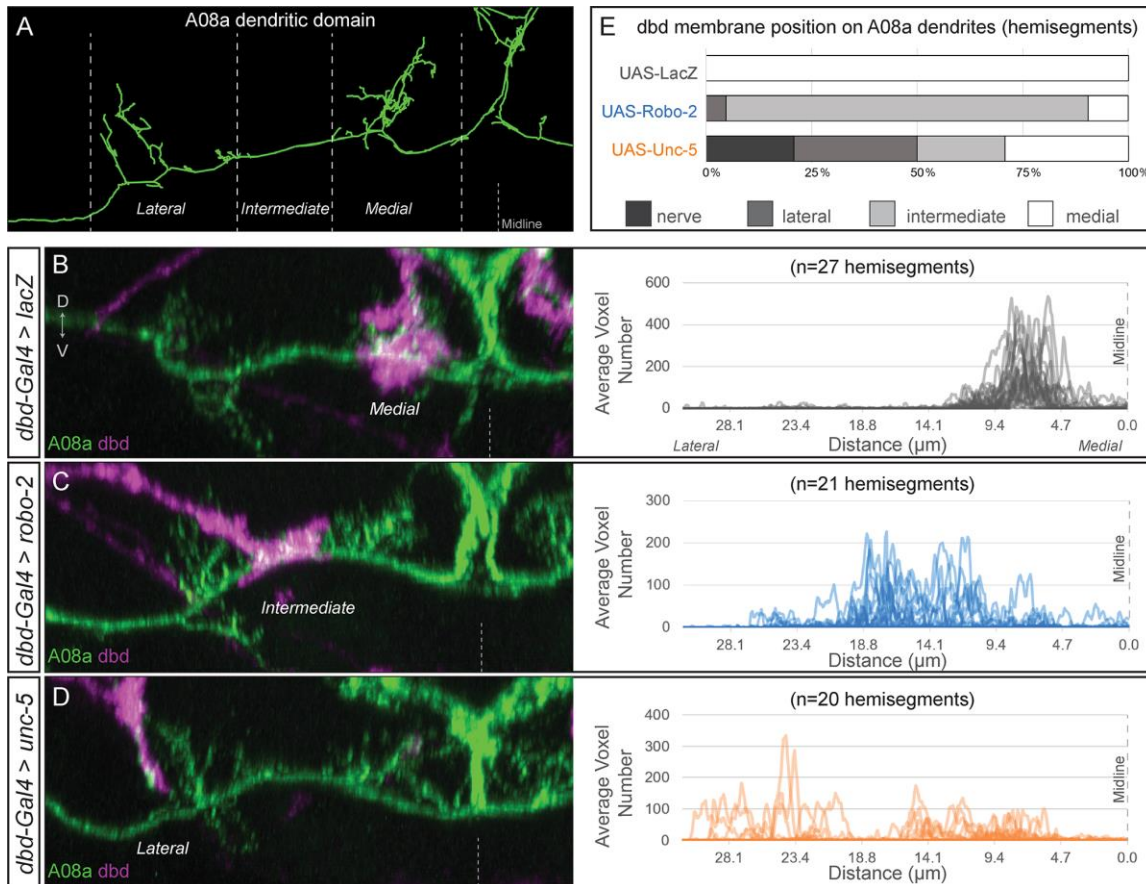 A
A08a dendritic domain
Lateral
Intermediate
Medial
Midline
E
dbd membrane position on A08a dendrites (hemisegments)
UAS-LacZ
UAS-Robo-2
UAS-Unc-5
0% 25% 50% 75% 100%
nerve lateral intermediate medial
dbd-Gal4 > lacZ
B
D
V
Medial
A08a dbd
(n=27 hemisegments)
Average Voxel
Number
600
400
200
0
28.1 23.4 18.8 14.1 9.4 4.7 0.0
Lateral Distance (µm) Medial
Midline
dbd-Gal4 > robo-2
C
Intermediate
A08a dbd
(n=21 hemisegments)
Average Voxel
Number
300
200
100
0
28.1 23.4 18.8 14.1 9.4 4.7 0.0
Distance (µm)
Midline
dbd-Gal4 > unc-5
D
Lateral
A08a dbd
(n=20 hemisegments)
Average Voxel
Number
400
300
200
100
0
28.1 23.4 18.8 14.1 9.4 4.7 0.0
Distance (µm)
Midline